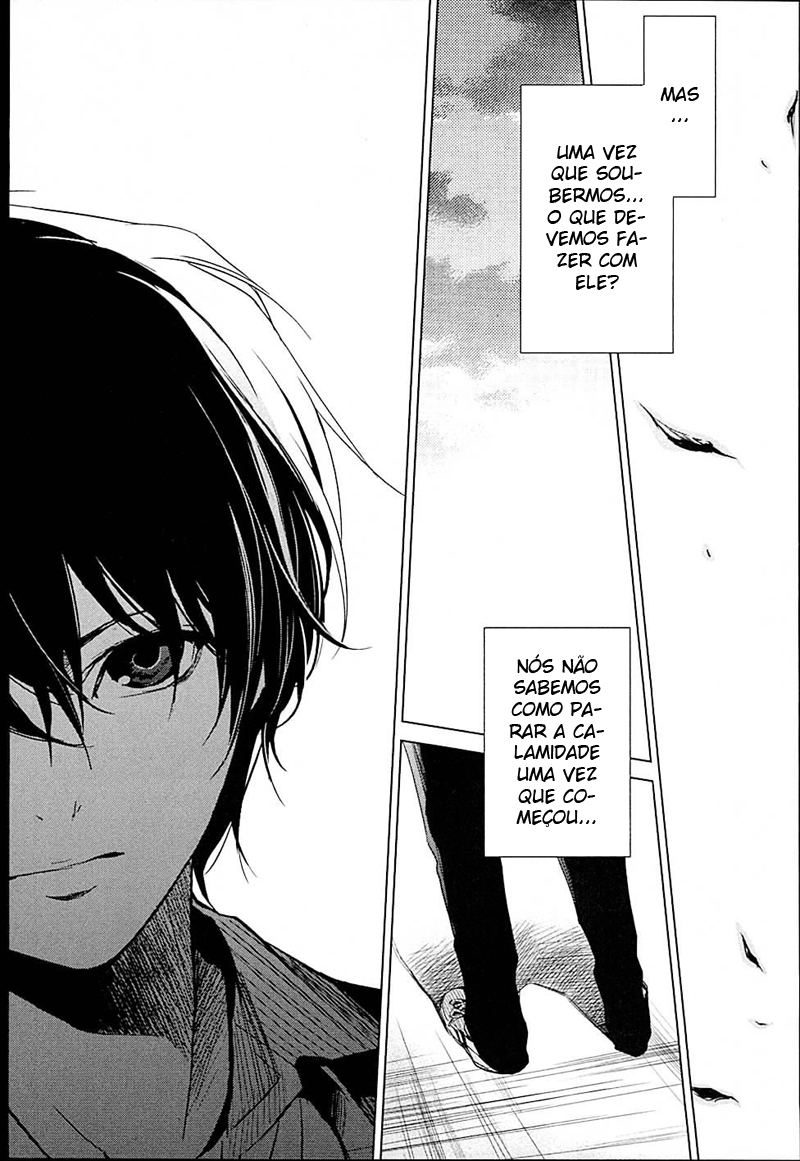 MAS
...
UMA VEZ
QUE SOU-
BERMOS...
O QUE DE-
VEMOS FA-
ZER COM
ELE?
NÓS NÃO
SABEMOS
COMO PA-
RAR A CA-
LAMIDADE
UMA VEZ
QUE CO-
MEÇOU...